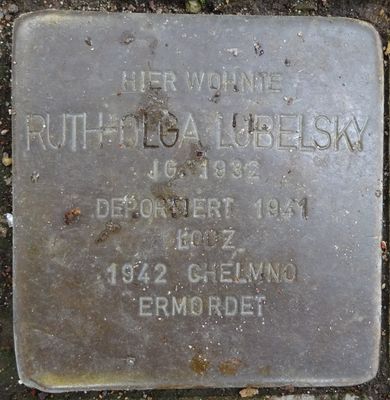 HIER WOHNTE
RUTH-OLGA LUBELSKY
JG. 1932
DEPORTIERT 1941
LODZ
1942 CHELMNO
ERMORDET